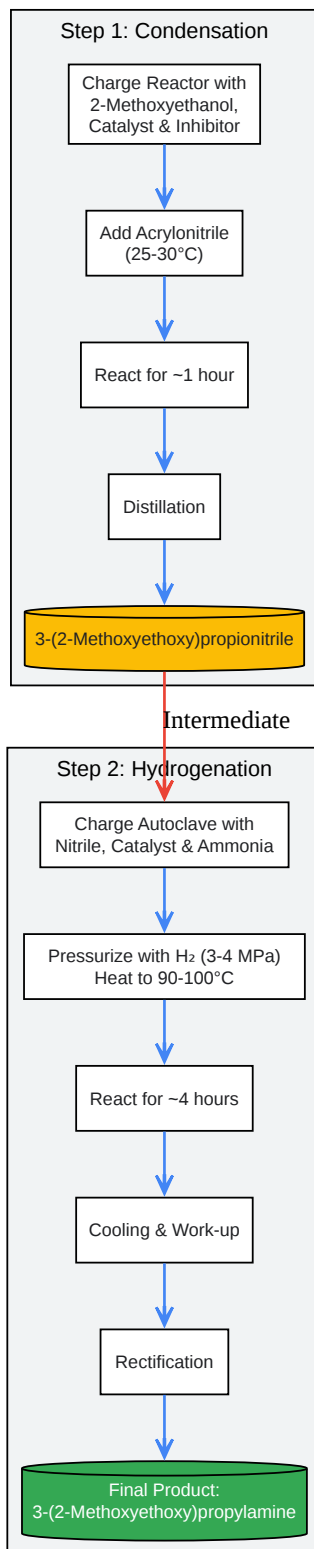 Step 1: Condensation
Charge Reactor with
2-Methoxyethanol,
Catalyst & Inhibitor
Add Acrylonitrile
(25-30°C)
React for ~1 hour
Distillation
3-(2-Methoxyethoxy)propionitrile
Intermediate
Step 2: Hydrogenation
Charge Autoclave with
Nitrile, Catalyst & Ammonia
Pressurize with H₂ (3-4 MPa)
Heat to 90-100°C
React for ~4 hours
Cooling & Work-up
Rectification
Final Product:
3-(2-Methoxyethoxy)propylamine